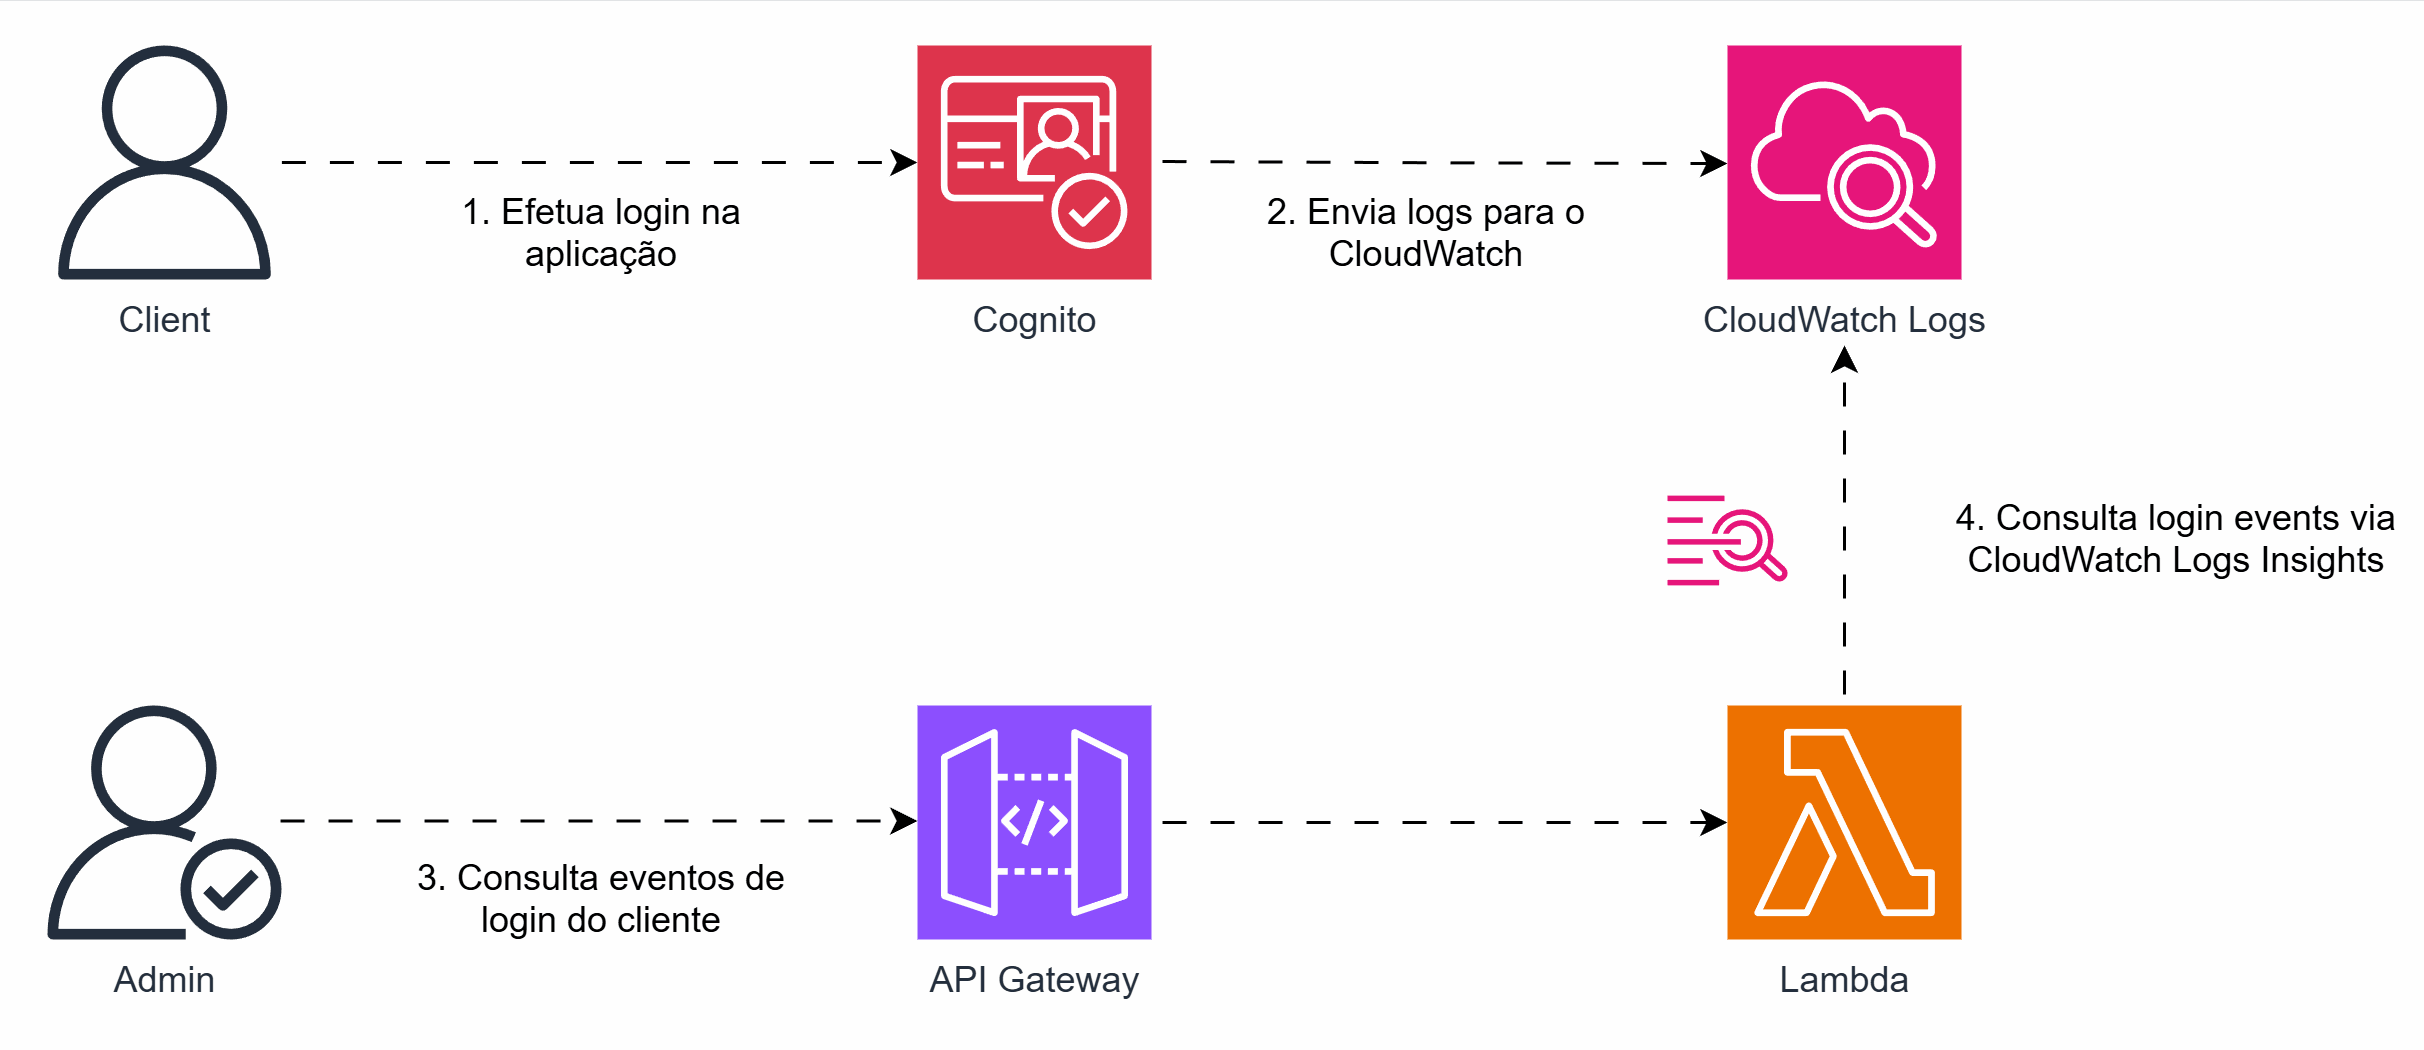 1. Efetua login na
aplicação
2. Envia logs para o
CloudWatch
Client
Cognito
CloudWatch Logs
4. Consulta login events via
CloudWatch Logs Insights
3. Consulta eventos de
login do cliente
Admin
API Gateway
Lambda